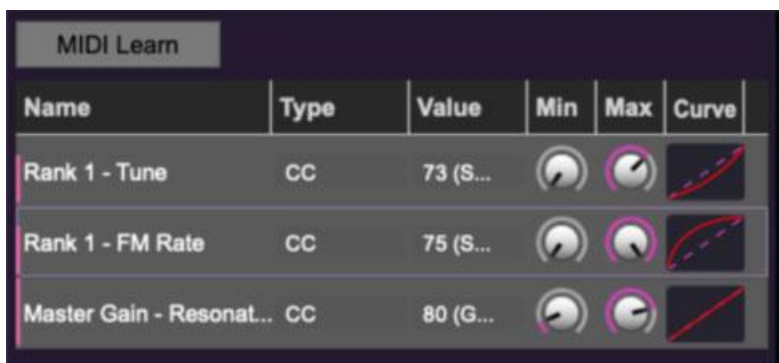 MIDI Learn
Name Type Value Min Max Curve
Rank 1 - Tune CC 73 (S...
Rank 1 - FM Rate CC 75 (S...
Master Gain - Resonat... CC 80 (G...